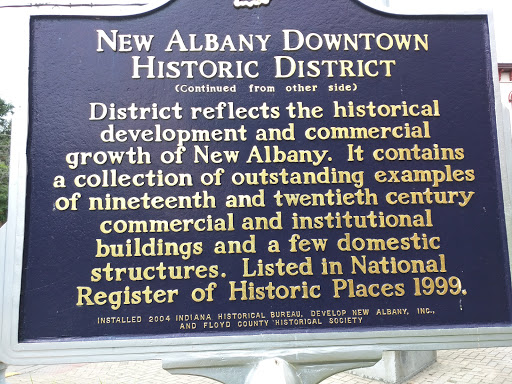 New Albany Downtown
Historic District
(Continued from other side)
District reflects the historical
development and commercial
growth of New Albany. It contains
a collection of outstanding examples
of nineteenth and twentieth century
commercial and institutional
buildings and a few domestic
structures. Listed in National
Register of Historic Places 1999.
INSTALLED 2004 INDIANA HISTORICAL BUREAU, DEVELOP NEW ALBANY, INC.,
AND FLOYD COUNTY HISTORICAL SOCIETY